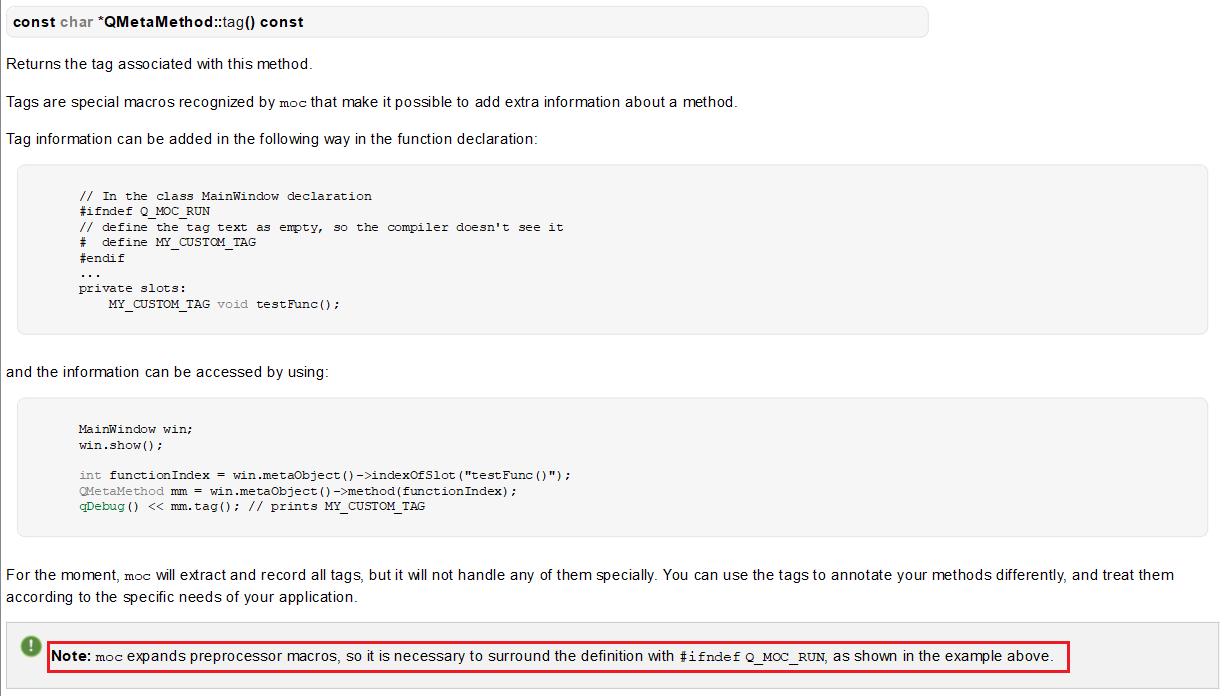 const char *QMetaMethod::tag() const
Returns the tag associated with this method.
Tags are special macros recognized by moc that make it possible to add extra information about a method.
Tag information can be added in the following way in the function declaration:
// In the class MainWindow declaration
#ifndef Q_MOC_RUN
// define the tag text as empty, so the compiler doesn't see it
#  define MY_CUSTOM_TAG
#endif
...
private slots:
    MY_CUSTOM_TAG void testFunc();
and the information can be accessed by using:
MainWindow win;
win.show();
int functionIndex = win.metaObject()->indexOfSlot("testFunc()");
QMetaMethod mm = win.metaObject()->method(functionIndex);
qDebug() << mm.tag(); // prints MY_CUSTOM_TAG
For the moment, moc will extract and record all tags, but it will not handle any of them specially. You can use the tags to annotate your methods differently, and treat them
according to the specific needs of your application.
Note: moc expands preprocessor macros, so it is necessary to surround the definition with #ifndef Q_MOC_RUN, as shown in the example above.